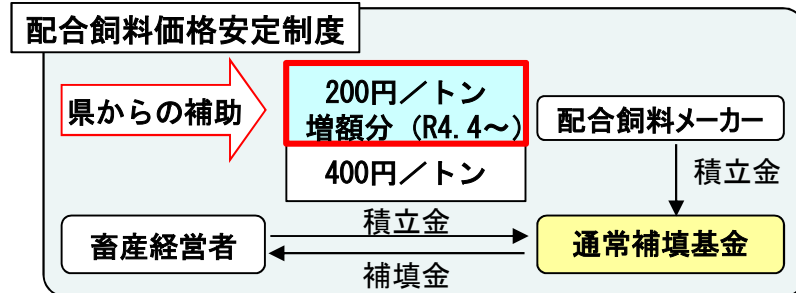 配合飼料価格安定制度
県からの補助
200円／トン
増額分（R4.4～）
400円／トン
配合飼料メーカー
積立金
畜産経営者
積立金
補填金
通常補填基金